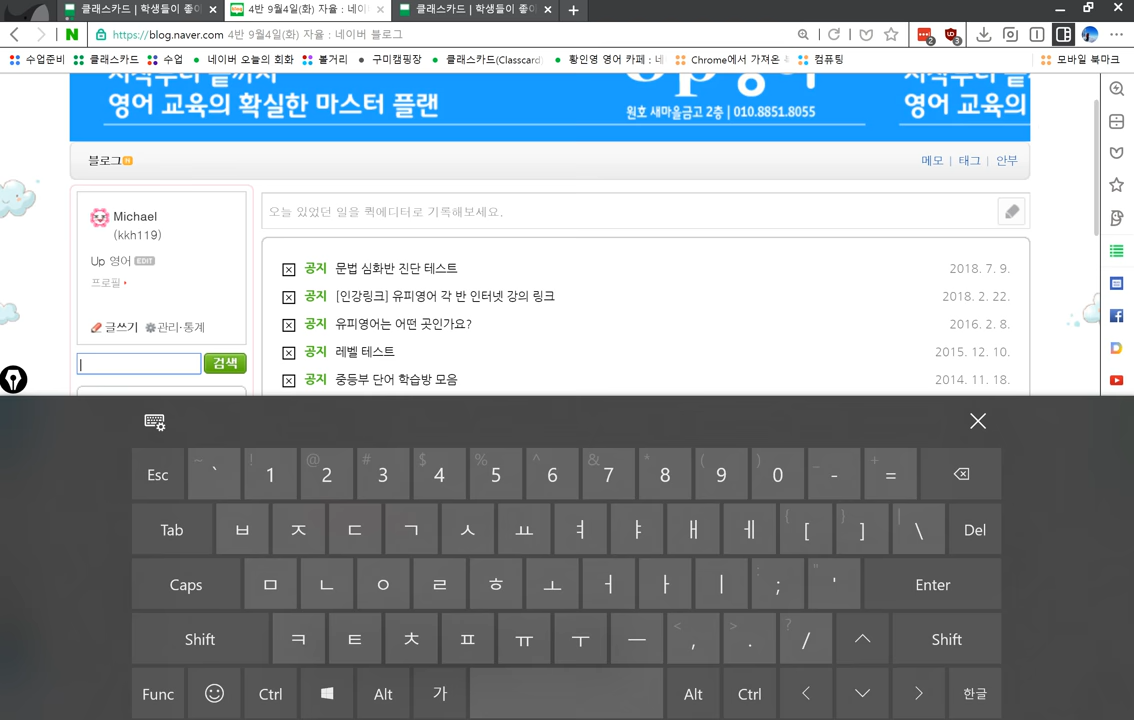 클래스카드 | 학생들이 좋아
4반 9월4일(화) 자율 : 네이버
클래스카드 | 학생들이 좋아
https://blog.naver.com 4반 9월4일(화) 자율 : 네이버 블로그
수업준비 클래스카드 수업 네이버 오늘의 회화 볼거리 구미캠핑장 클래스카드(Classcard) 황인영 영어 카페 : 네 Chrome에서 가져온 컴퓨팅 모바일 북마크
영어 교육의 확실한 마스터 플랜
원호 새마을금고 2층 | 010.8851.8055
영어 교육의
블로그
메모 | 태그 | 안부
Michael
(kkh119)
Up 영어 EDIT
프로필
글쓰기 관리·통계
검색
오늘 있었던 일을 퀵에디터로 기록해보세요.
공지 문법 심화반 진단 테스트 2018. 7. 9.
공지 [인강링크] 유피영어 각 반 인터넷 강의 링크 2018. 2. 22.
공지 유피영어는 어떤 곳인가요? 2016. 2. 8.
공지 레벨 테스트 2015. 12. 10.
공지 중등부 단어 학습방 모음 2014. 11. 18.
Esc ~ ` ! 1 @ 2 # 3 $ 4 % 5 ^ 6 & 7 * 8 ( 9 ) 0 _ - + =
Tab ㅂ ㅈ ㄷ ㄱ ㅅ ㅛ ㅕ ㅑ ㅐ ㅔ { [ } ] | \ Del
Caps ㅁ ㄴ ㅇ ㄹ ㅎ ㅗ ㅓ ㅏ ㅣ : ; " ' Enter
Shift ㅋ ㅌ ㅊ ㅍ ㅠ ㅜ ㅡ < , > . ? / Shift
Func Ctrl Alt 가 Alt Ctrl 한글